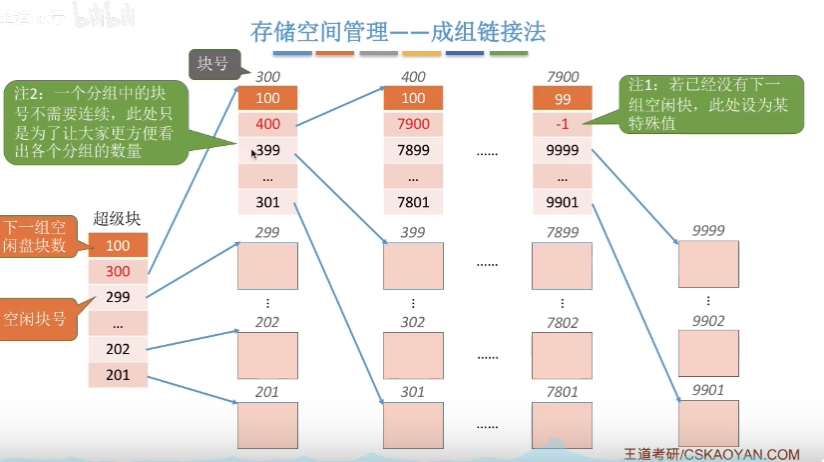 存储空间管理——成组链接法
块号
注2：一个分组中的块
号不需要连续，此处只
是为了让大家更方便看
出各个分组的数量
300
100
400
399
...
301
400
100
7900
7899
...
7801
......
7900
99
-1
9999
...
9901
注1：若已经没有下一
组空闲快，此处设为某
特殊值
超级块
下一组空
闲盘块数
空闲块号
100
300
299
...
202
201
299
399
......
7899
9999
202
302
......
7802
9902
201
301
......
7801
9901
王道考研/CSKAOYAN.COM